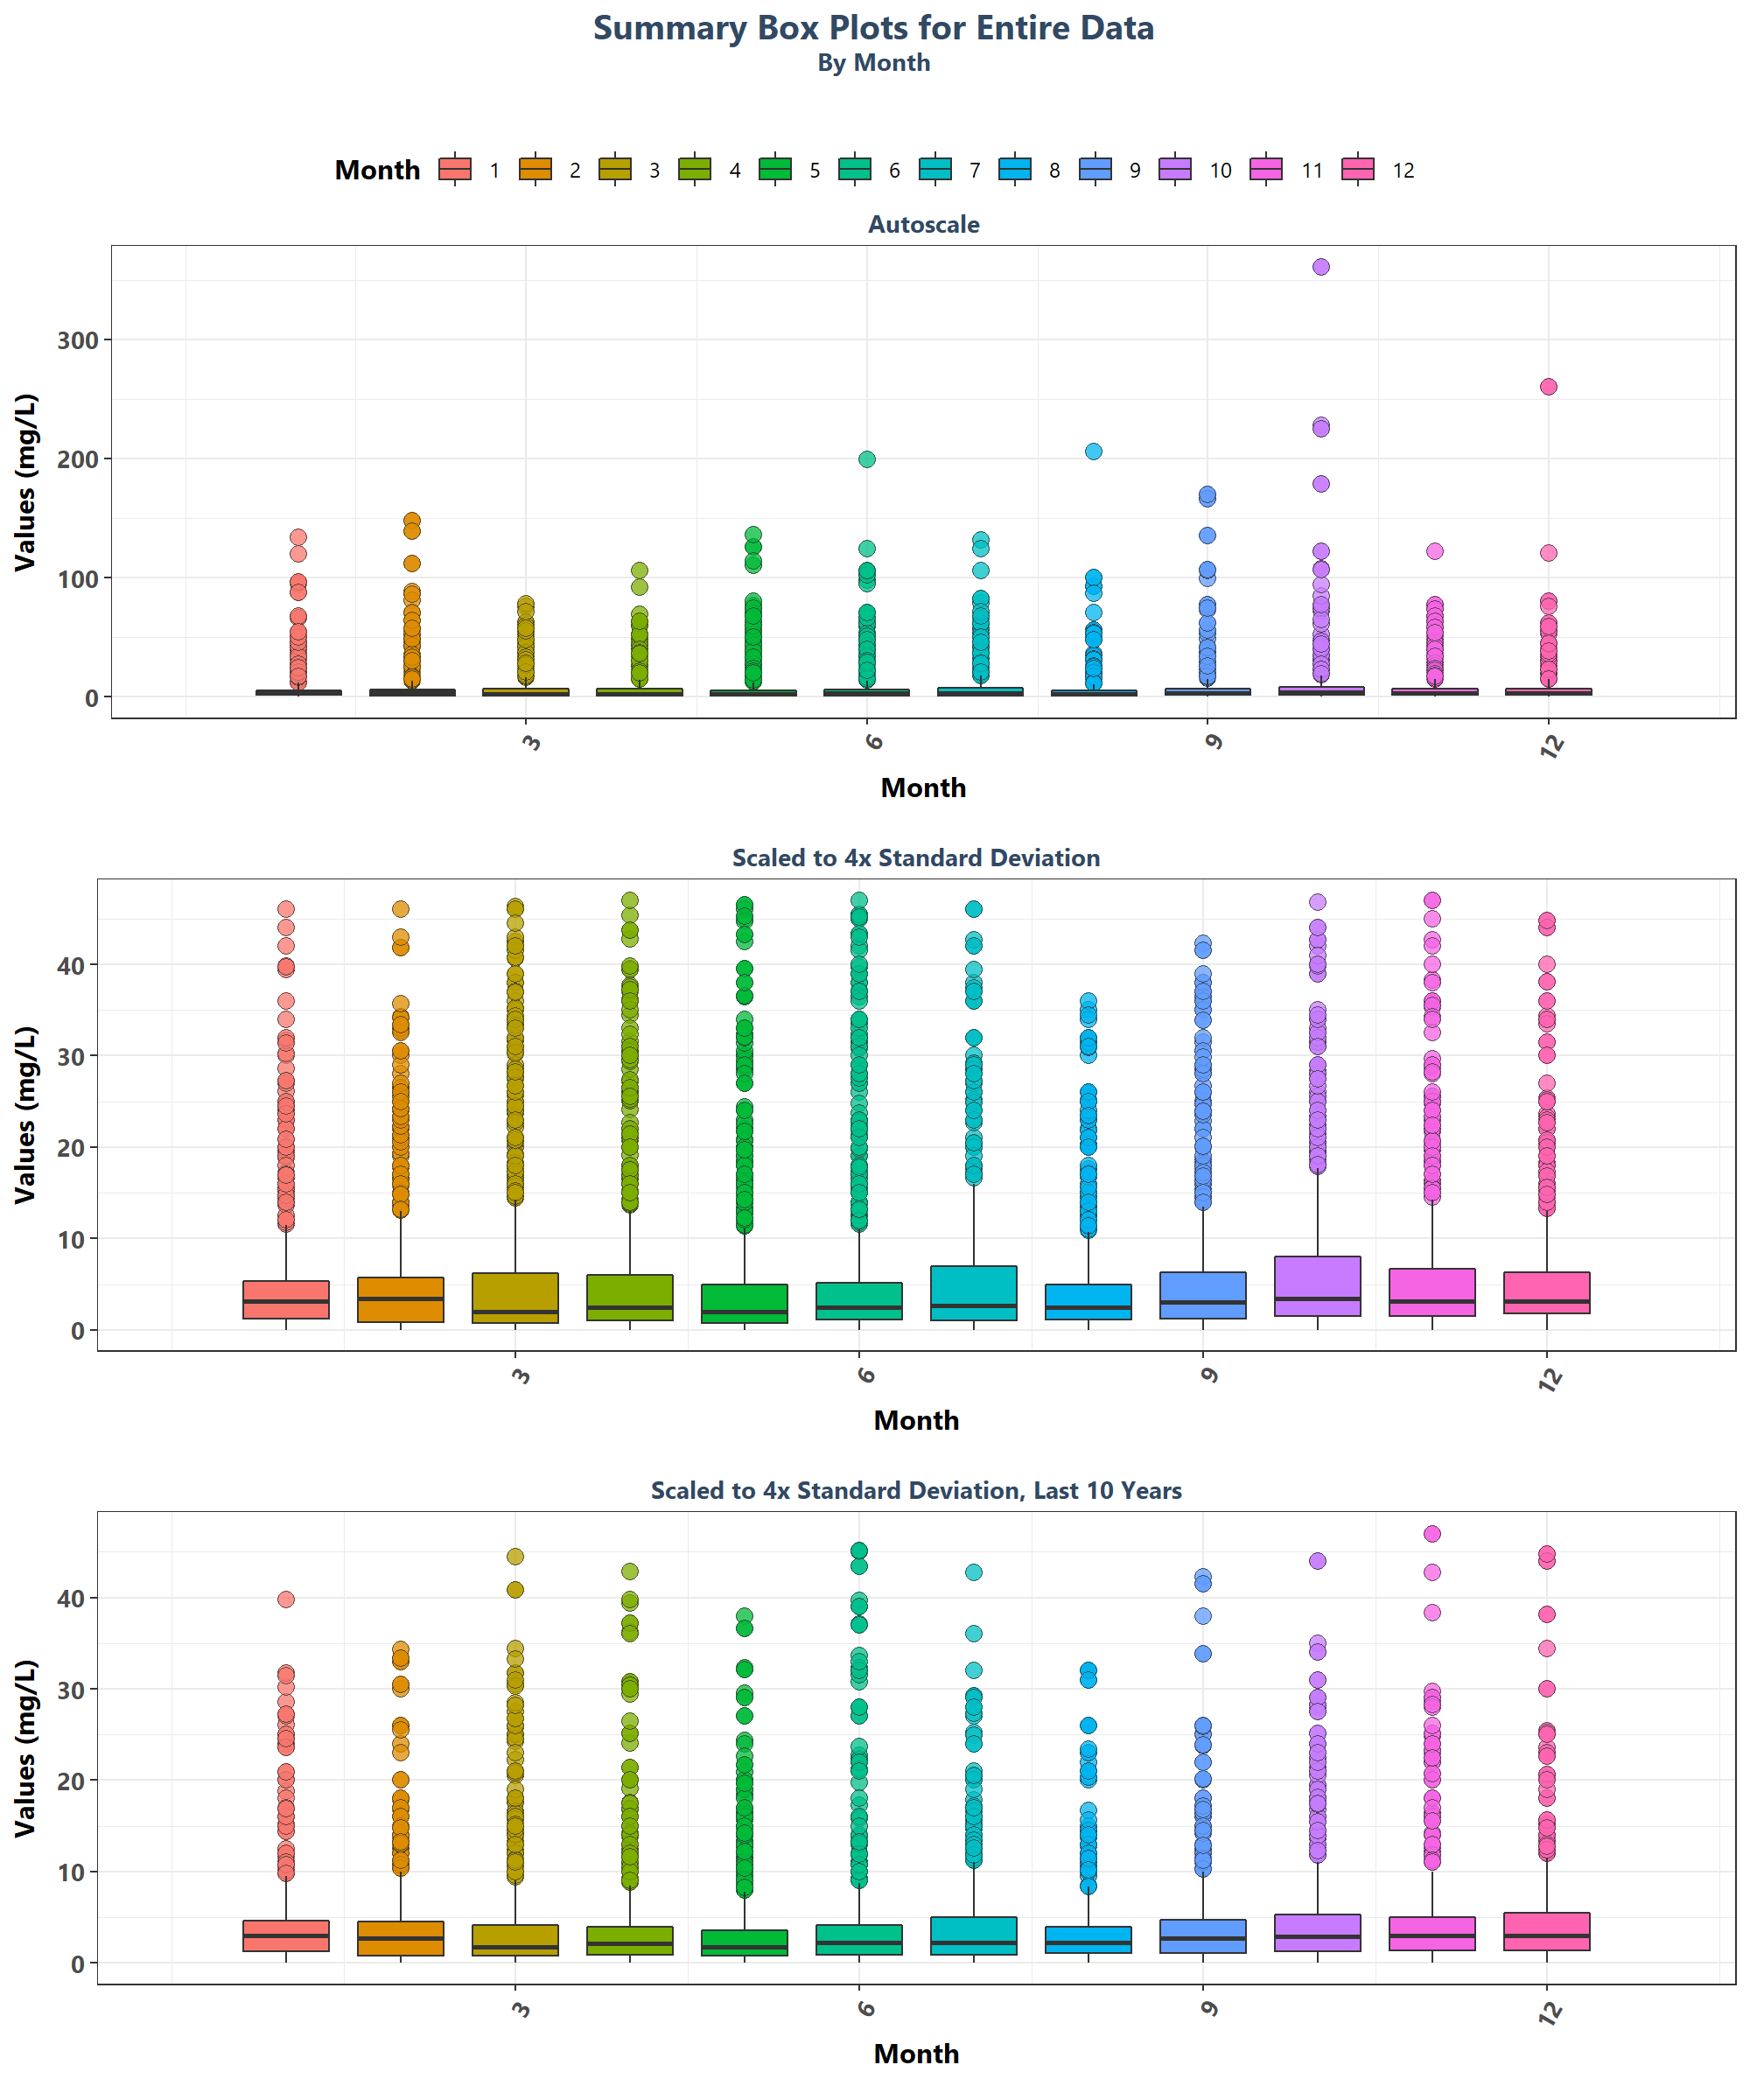 Summary Box Plots for Entire Data
By Month
Month 1 2 3 4 5 6 7 8 9 10 11 12
Autoscale
Values (mg/L)
300
200
100
0
3 6 9 12
Month
Scaled to 4x Standard Deviation
Values (mg/L)
40
30
20
10
0
3 6 9 12
Month
Scaled to 4x Standard Deviation, Last 10 Years
Values (mg/L)
40
30
20
10
0
3 6 9 12
Month